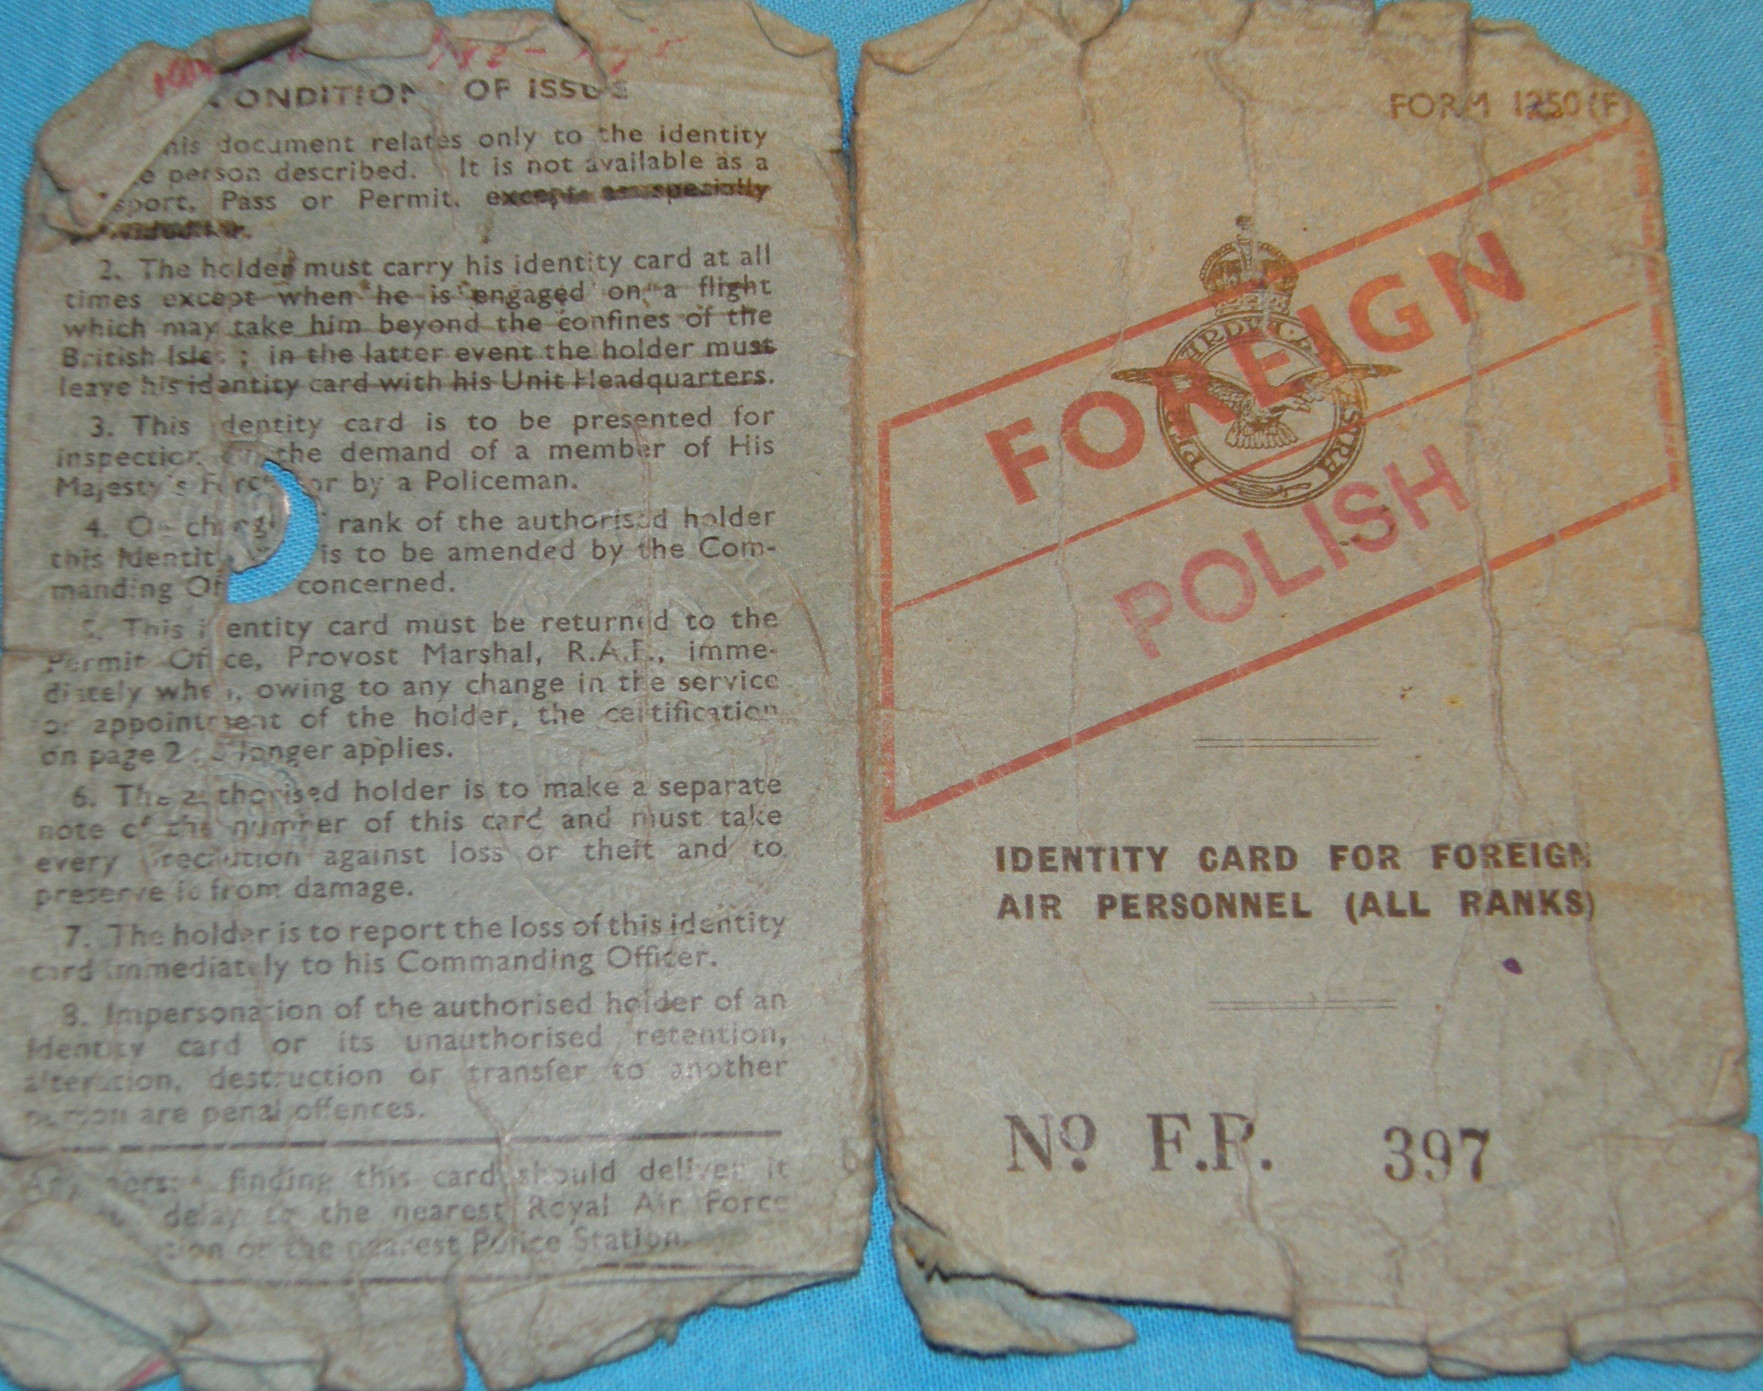 CONDITIONS OF ISSUE
this document relates only to the identity
person described. It is not available as a
sport, Pass or Permit, except as specially
2. The holder must carry his identity card at all
times except when he is engaged on a flight
which may take him beyond the confines of the
British Isles ; in the latter event the holder must
leave his identity card with his Unit Headquarters.
3. This identity card is to be presented for
inspection on the demand of a member of His
Majesty's Forces or by a Policeman.
4. On change of rank of the authorised holder
this Identity is to be amended by the Com-
manding Of concerned.
5. This identity card must be returned to the
Permit Office, Provost Marshal, R.A.F., imme-
diately when, owing to any change in the service
or appointment of the holder, the certification
on page 2 no longer applies.
6. The authorised holder is to make a separate
note of the number of this card and must take
every precaution against loss or theft and to
preserve it from damage.
7. The holder is to report the loss of this identity
card immediately to his Commanding Officer.
8. Impersonation of the authorised holder of an
identity card or its unauthorised retention,
alteration, destruction or transfer to another
person are penal offences.
Any person finding this card should deliver it
delay to the nearest Royal Air Force
tion or the nearest Police Station.
FORM 1250 (F)
FOREIGN
POLISH
IDENTITY CARD FOR FOREIGN
AIR PERSONNEL (ALL RANKS)
No F.P. 397